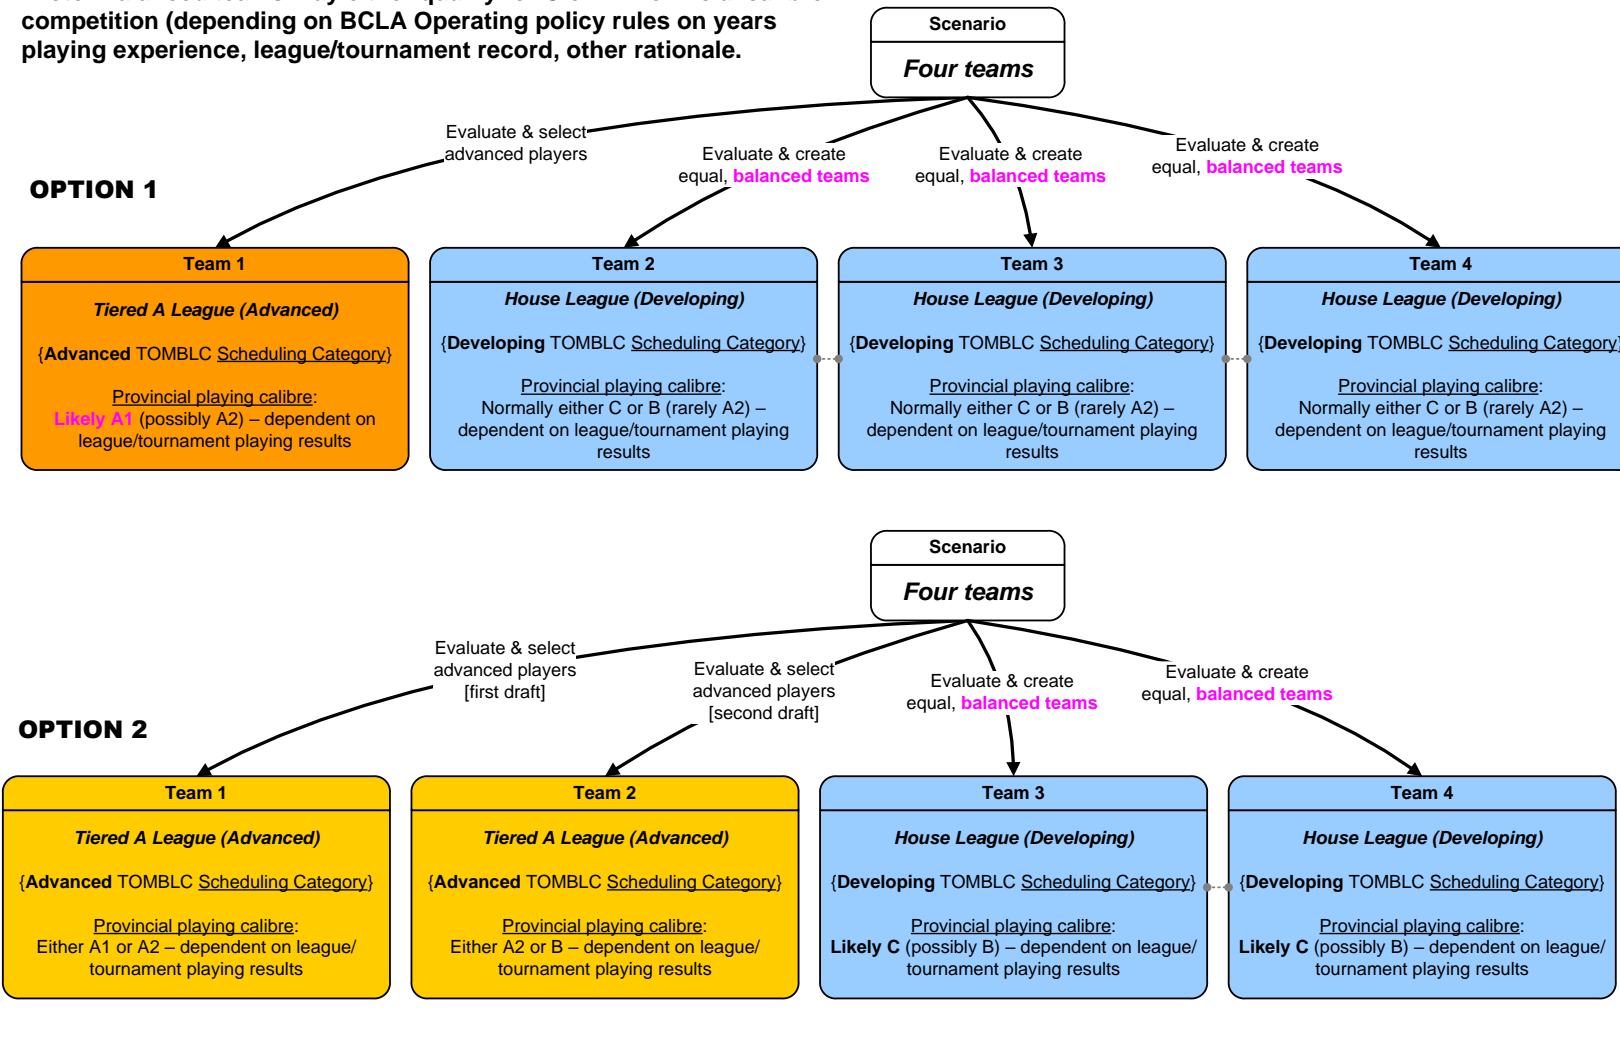 competition (depending on BCLA Operating policy rules on years
playing experience, league/tournament record, other rationale.
Scenario
Four teams
Evaluate & select
advanced players
Evaluate & create
equal, balanced teams
Evaluate & create
equal, balanced teams
Evaluate & create
equal, balanced teams
OPTION 1
Team 1
Tiered A League (Advanced)
{Advanced TOMBLC Scheduling Category}
Provincial playing calibre:
Likely A1 (possibly A2) – dependent on
league/tournament playing results
Team 2
House League (Developing)
{Developing TOMBLC Scheduling Category}
Provincial playing calibre:
Normally either C or B (rarely A2) –
dependent on league/tournament playing
results
Team 3
House League (Developing)
{Developing TOMBLC Scheduling Category}
Provincial playing calibre:
Normally either C or B (rarely A2) –
dependent on league/tournament playing
results
Team 4
House League (Developing)
{Developing TOMBLC Scheduling Category}
Provincial playing calibre:
Normally either C or B (rarely A2) –
dependent on league/tournament playing
results
Scenario
Four teams
Evaluate & select
advanced players
[first draft]
Evaluate & select
advanced players
[second draft]
Evaluate & create
equal, balanced teams
Evaluate & create
equal, balanced teams
OPTION 2
Team 1
Tiered A League (Advanced)
{Advanced TOMBLC Scheduling Category}
Provincial playing calibre:
Either A1 or A2 – dependent on league/
tournament playing results
Team 2
Tiered A League (Advanced)
{Advanced TOMBLC Scheduling Category}
Provincial playing calibre:
Either A2 or B – dependent on league/
tournament playing results
Team 3
House League (Developing)
{Developing TOMBLC Scheduling Category}
Provincial playing calibre:
Likely C (possibly B) – dependent on league/
tournament playing results
Team 4
House League (Developing)
{Developing TOMBLC Scheduling Category}
Provincial playing calibre:
Likely C (possibly B) – dependent on league/
tournament playing results